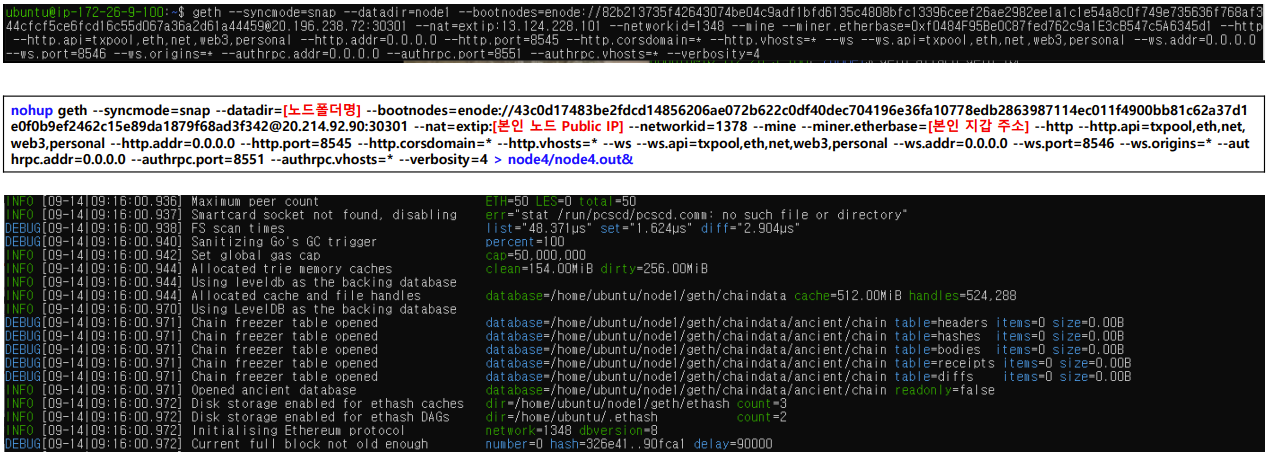 ubuntu@ip-172-26-9-100:~$ geth --syncmode=snap --datadir=node1 --bootnodes=enode://82b213735f42643074be04c9adf1bfd6135c4808bfc13396ceef26ae2982ee1a1c1e54a8c0f749e735636f768af3
44cfcf5ce6fcd16c55d067a36a2d61a44459@20.196.238.72:30301 --nat=extip:13.124.228.101 --networkid=1348 --mine --miner.etherbase=0xf0484F95Be0C87fed762c9a1E3cB547c5A6345d1 --http
--http.api=txpool,eth,net,web3,personal --http.addr=0.0.0.0 --http.port=8545 --http.corsdomain=* --http.vhosts=* --ws --ws.api=txpool,eth,net,web3,personal --ws.addr=0.0.0.0
--ws.port=8546 --ws.origins=* --authrpc.addr=0.0.0.0 --authrpc.port=8551 --authrpc.vhosts=* --verbosity=4
nohup geth --syncmode=snap --datadir=[노드폴더명] --bootnodes=enode://43c0d17483be2fdcd14856206ae072b622c0df40dec704196e36fa10778edb2863987114ec011f4900bb81c62a37d1
e0f0b9ef2462c15e89da1879f68ad3f342@20.214.92.90:30301 --nat=extip:[본인 노드 Public IP] --networkid=1378 --mine --miner.etherbase=[본인 지갑 주소] --http --http.api=txpool,eth,net,
web3,personal --http.addr=0.0.0.0 --http.port=8545 --http.corsdomain=* --http.vhosts=* --ws --ws.api=txpool,eth,net,web3,personal --ws.addr=0.0.0.0 --ws.port=8546 --ws.origins=* --aut
hrpc.addr=0.0.0.0 --authrpc.port=8551 --authrpc.vhosts=* --verbosity=4 > node4/node4.out&
INFO [09-14|09:16:00.936] Maximum peer count ETH=50 LES=0 total=50
INFO [09-14|09:16:00.937] Smartcard socket not found, disabling err="stat /run/pcscd/pcscd.comm: no such file or directory"
DEBUG[09-14|09:16:00.938] FS scan times list="48.371µs" set="1.624µs" diff="2.904µs"
DEBUG[09-14|09:16:00.940] Sanitizing Go's GC trigger percent=100
INFO [09-14|09:16:00.942] Set global gas cap cap=50,000,000
INFO [09-14|09:16:00.944] Allocated trie memory caches clean=154.00MiB dirty=256.00MiB
INFO [09-14|09:16:00.944] Using leveldb as the backing database
INFO [09-14|09:16:00.944] Allocated cache and file handles database=/home/ubuntu/node1/geth/chaindata cache=512.00MiB handles=524,288
INFO [09-14|09:16:00.970] Using LevelDB as the backing database
DEBUG[09-14|09:16:00.971] Chain freezer table opened database=/home/ubuntu/node1/geth/chaindata/ancient/chain table=headers items=0 size=0.00B
DEBUG[09-14|09:16:00.971] Chain freezer table opened database=/home/ubuntu/node1/geth/chaindata/ancient/chain table=hashes items=0 size=0.00B
DEBUG[09-14|09:16:00.971] Chain freezer table opened database=/home/ubuntu/node1/geth/chaindata/ancient/chain table=bodies items=0 size=0.00B
DEBUG[09-14|09:16:00.971] Chain freezer table opened database=/home/ubuntu/node1/geth/chaindata/ancient/chain table=receipts items=0 size=0.00B
DEBUG[09-14|09:16:00.971] Chain freezer table opened database=/home/ubuntu/node1/geth/chaindata/ancient/chain table=diffs items=0 size=0.00B
INFO [09-14|09:16:00.971] Opened ancient database database=/home/ubuntu/node1/geth/chaindata/ancient/chain readonly=false
INFO [09-14|09:16:00.972] Disk storage enabled for ethash caches dir=/home/ubuntu/node1/geth/ethash count=3
INFO [09-14|09:16:00.972] Disk storage enabled for ethash DAGs dir=/home/ubuntu/.ethash count=2
INFO [09-14|09:16:00.972] Initialising Ethereum protocol network=1348 dbversion=8
DEBUG[09-14|09:16:00.972] Current full block not old enough number=0 hash=326e41..90fca1 delay=90000